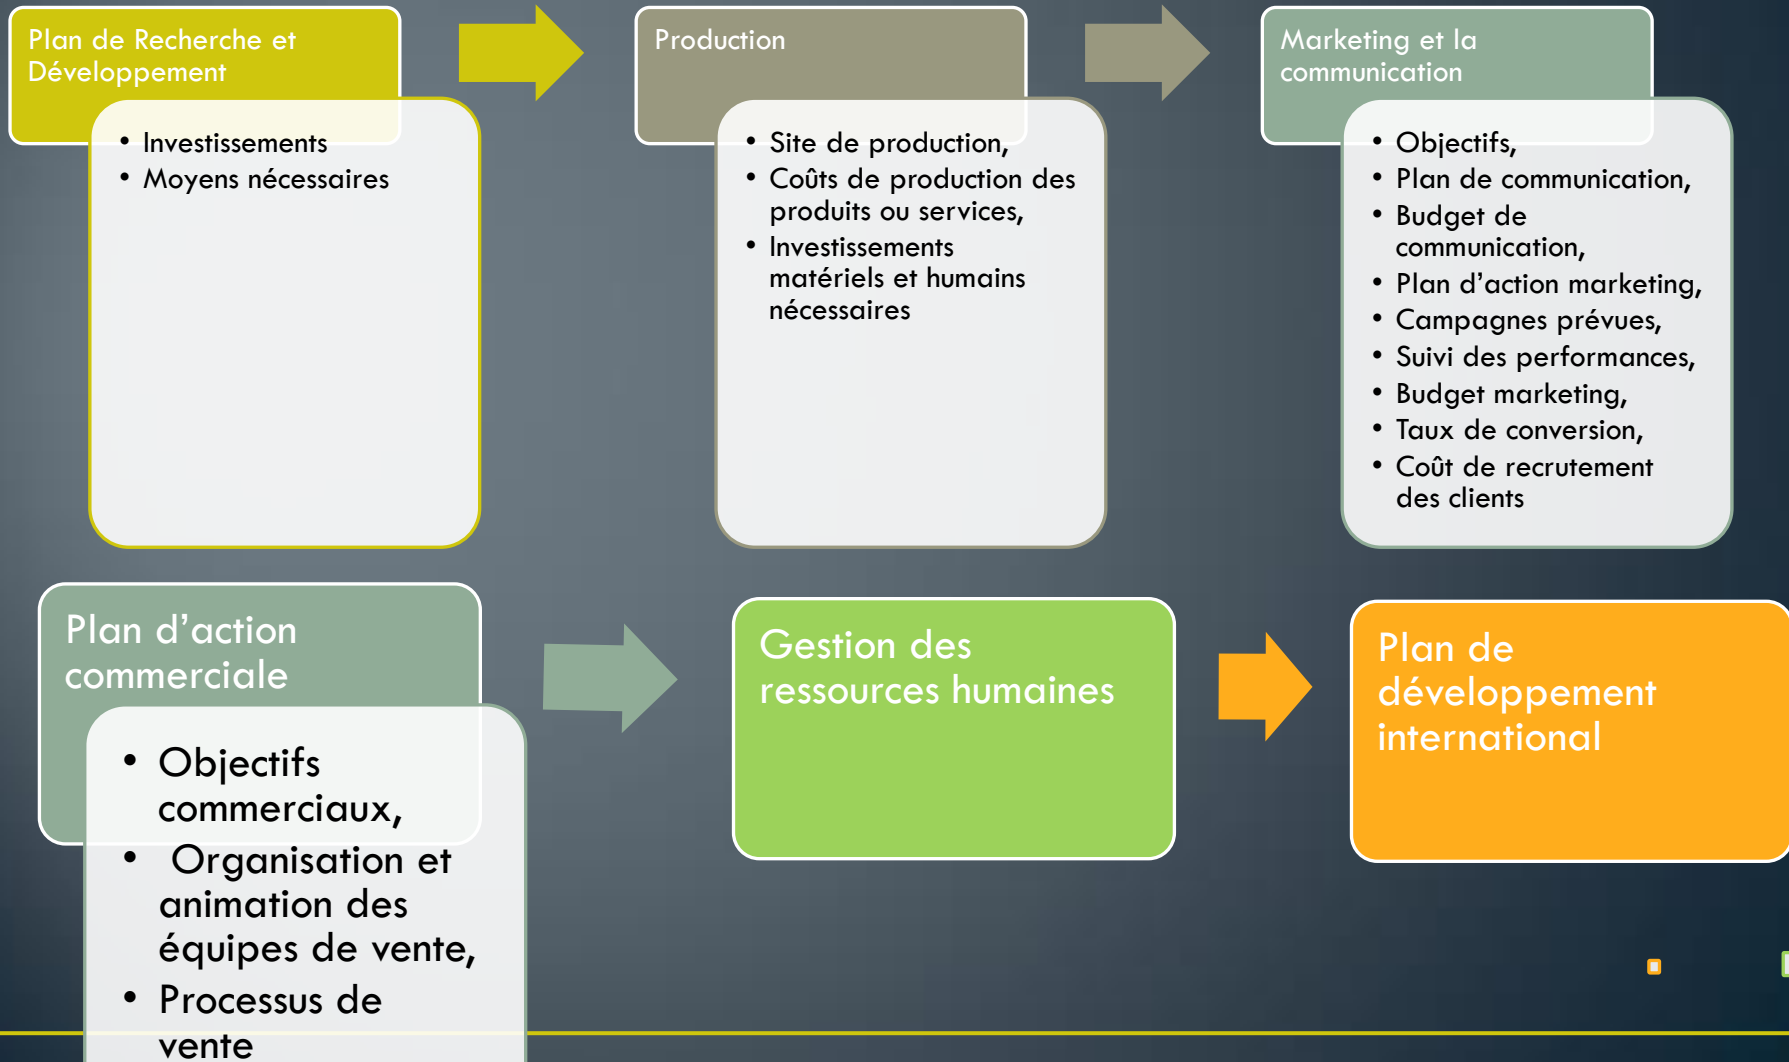 Plan de Recherche et
Développement
• Investissements
• Moyens nécessaires
Production
• Site de production,
• Coûts de production des
produits ou services,
• Investissements
matériels et humains
nécessaires
Marketing et la
communication
• Objectifs,
• Plan de communication,
• Budget de
communication,
• Plan d’action marketing,
• Campagnes prévues,
• Suivi des performances,
• Budget marketing,
• Taux de conversion,
• Coût de recrutement
des clients
Plan d’action
commerciale
• Objectifs
commerciaux,
• Organisation et
animation des
équipes de vente,
• Processus de
vente
Gestion des
ressources humaines
Plan de
développement
international